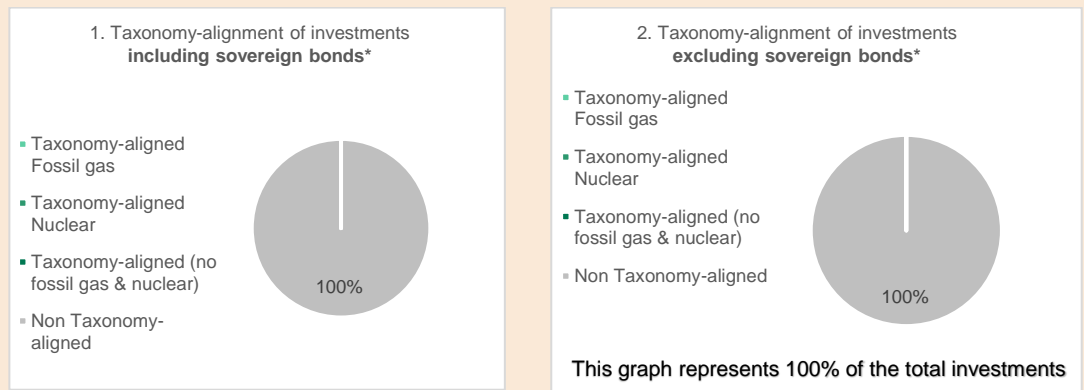 1. Taxonomy-alignment of investments
including sovereign bonds*
Taxonomy-aligned
Fossil gas
Taxonomy-aligned
Nuclear
Taxonomy-aligned (no
fossil gas & nuclear)
Non Taxonomy-
aligned
100%
2. Taxonomy-alignment of investments
excluding sovereign bonds*
Taxonomy-aligned
Fossil gas
Taxonomy-aligned
Nuclear
Taxonomy-aligned (no
fossil gas & nuclear)
Non Taxonomy-aligned
100%
This graph represents 100% of the total investments